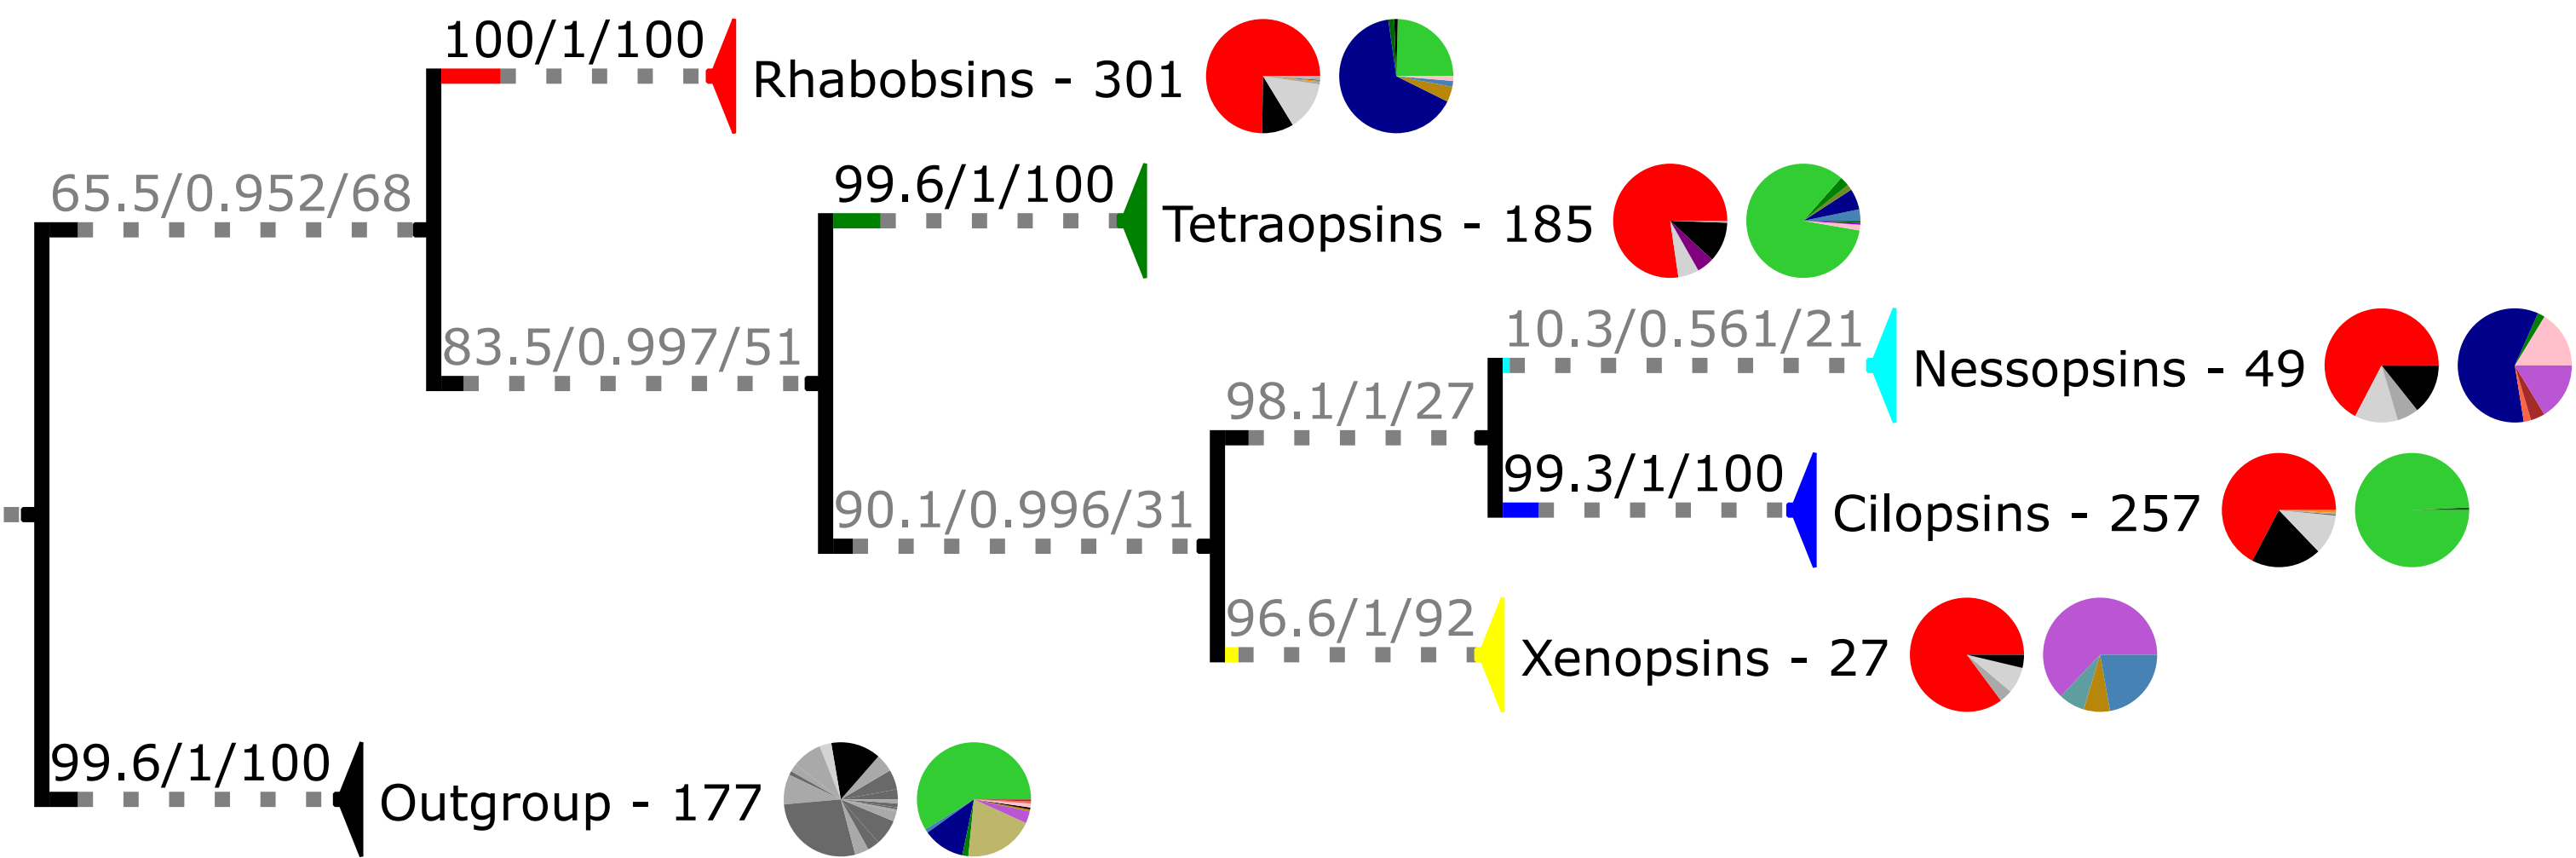 100/1/100
Rhabobsins - 301
65.5/0.952/68
99.6/1/100
Tetraopsins - 185
83.5/0.997/51
10.3/0.561/21
Nessopsins - 49
98.1/1/27
99.3/1/100
Cilopsins - 257
90.1/0.996/31
96.6/1/92
Xenopsins - 27
99.6/1/100
Outgroup - 177